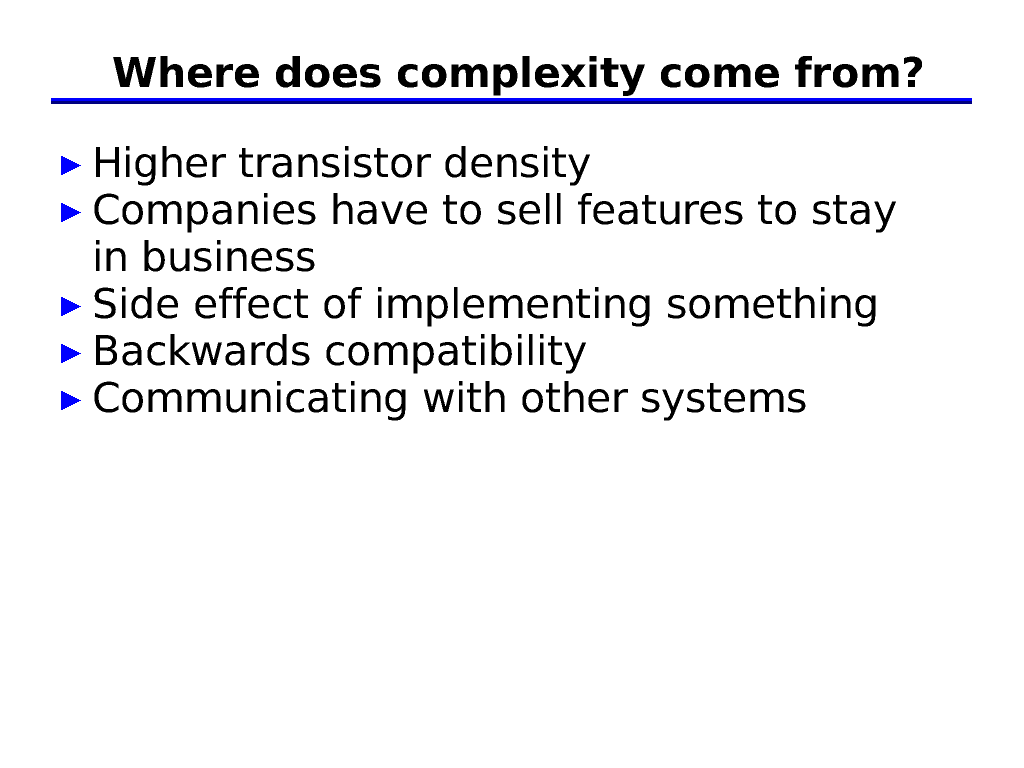 Where does complexity come from?
► Higher transistor density
► Companies have to sell features to stay
in business
► Side effect of implementing something
► Backwards compatibility
► Communicating with other systems